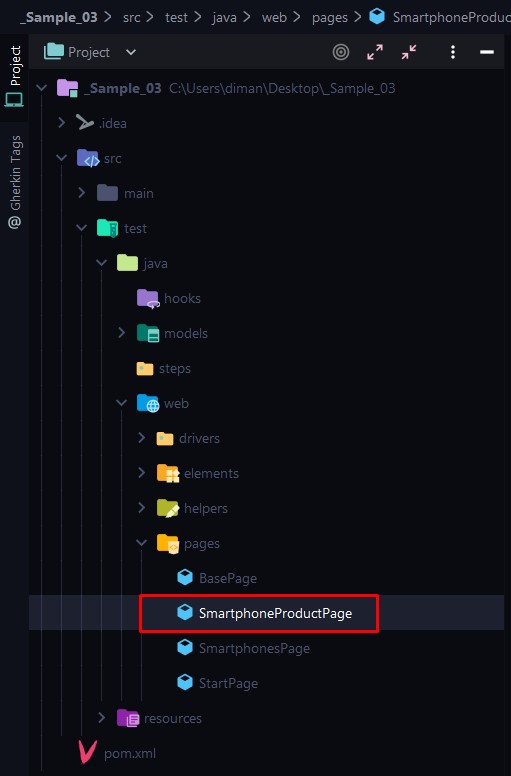 _Sample_03 > src > test > java > web > pages > SmartphoneProduc
Project
Project
@ Gherkin Tags
_Sample_03 C:\Users\diman\Desktop\_Sample_03
.idea
src
main
test
java
hooks
models
steps
web
drivers
elements
helpers
pages
BasePage
SmartphoneProductPage
SmartphonesPage
StartPage
resources
pom.xml